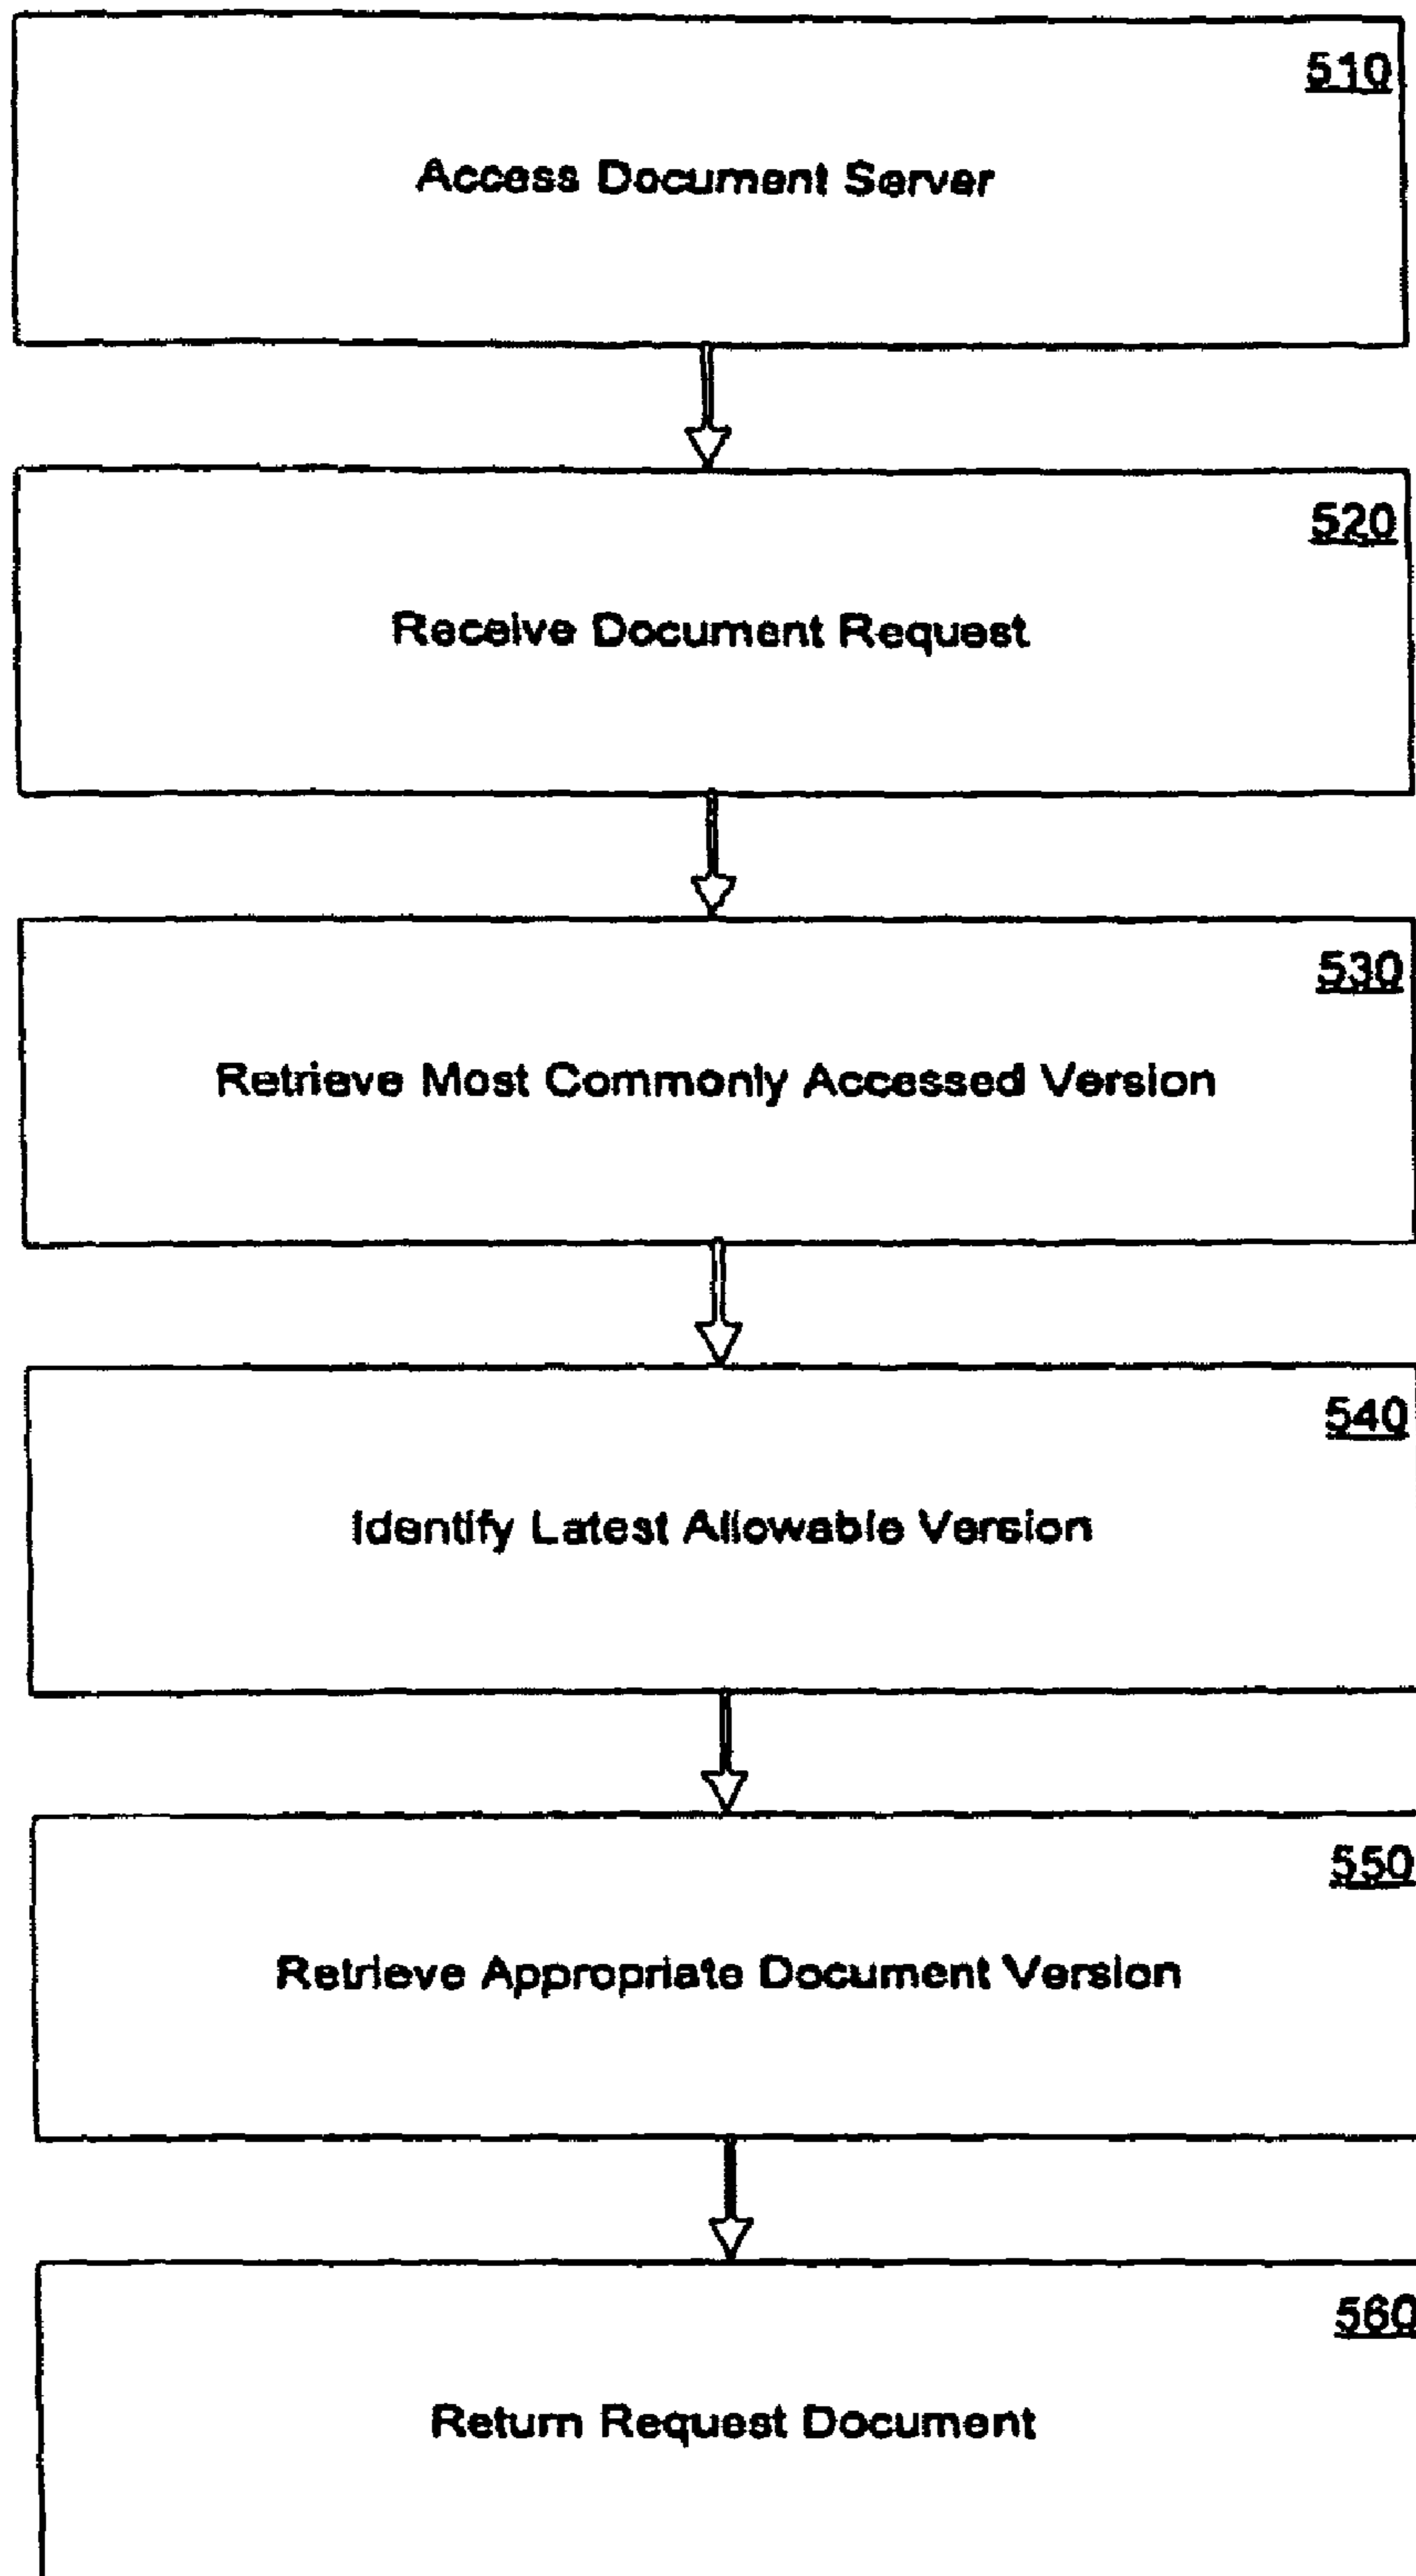 510
Access Document Server
520
Receive Document Request
530
Retrieve Most Commonly Accessed Version
540
Identify Latest Allowable Version
550
Retrieve Appropriate Document Version
560
Return Request Document